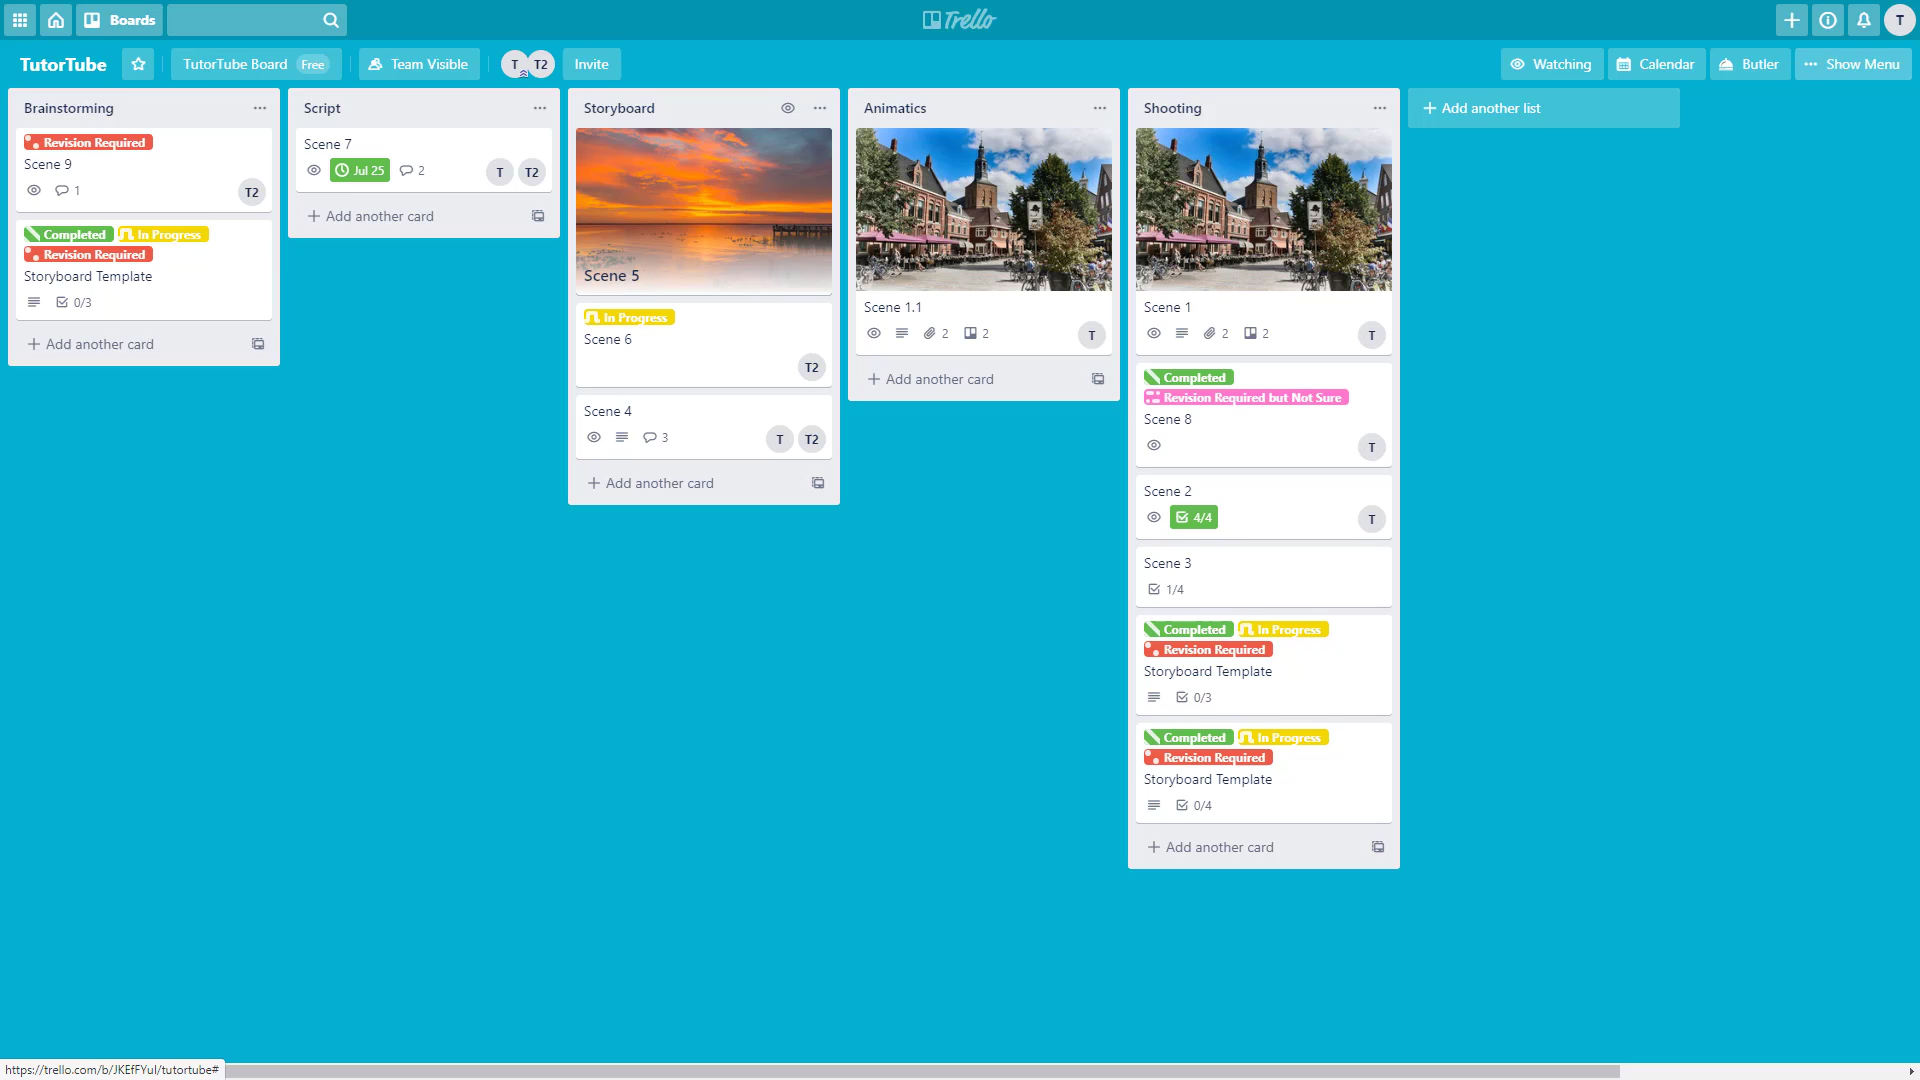 Boards
Trello
T
TutorTube
TutorTube Board Free
Team Visible
T T2
Invite
Watching
Calendar
Butler
Show Menu
Brainstorming
Revision Required
Scene 9
1
T2
Completed In Progress
Revision Required
Storyboard Template
0/3
Add another card
Script
Scene 7
Jul 25 2
T T2
Add another card
Storyboard
Scene 5
In Progress
Scene 6
T2
Scene 4
3
T T2
Add another card
Animatics
Scene 1.1
2 2
T
Add another card
Shooting
Scene 1
2 2
T
Completed
Revision Required but Not Sure
Scene 8
T
Scene 2
4/4
T
Scene 3
1/4
Completed In Progress
Revision Required
Storyboard Template
0/3
Completed In Progress
Revision Required
Storyboard Template
0/4
Add another card
Add another list
https://trello.com/b/JKEfFYul/tutortube#